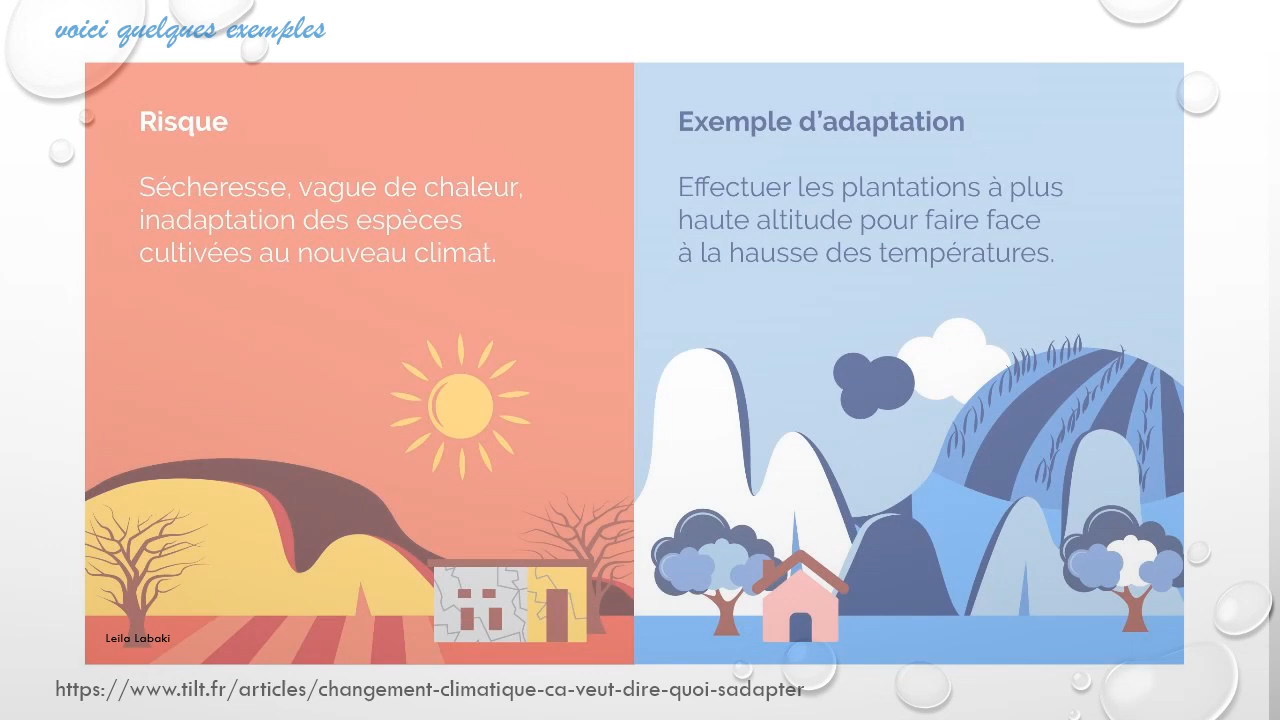 voici quelques exemples
Risque
Sécheresse, vague de chaleur,
inadaptation des espèces
cultivées au nouveau climat.
Exemple d'adaptation
Effectuer les plantations à plus
haute altitude pour faire face
à la hausse des températures.
Leila Labaki
https://www.tilt.fr/articles/changement-climatique-ca-veut-dire-quoi-sadapter